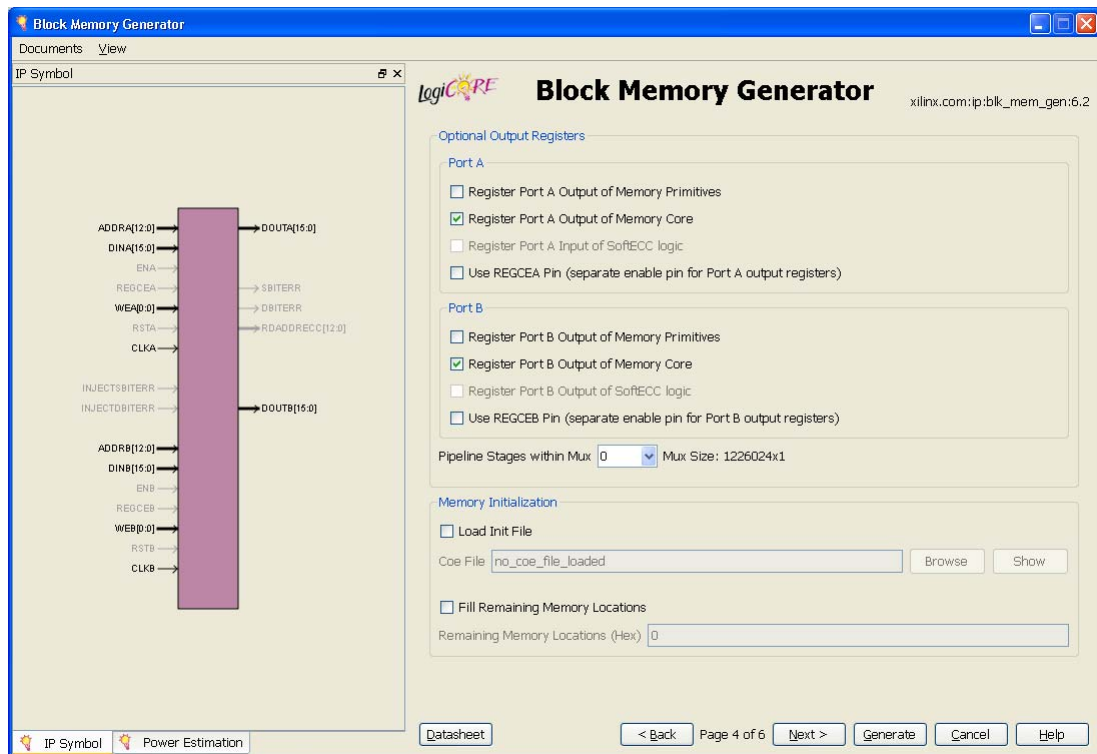 Block Memory Generator
Documents View
IP Symbol
LogiCORE Block Memory Generator xilinx.com:ip:blk_mem_gen:6.2
ADDRA[12:0] DOUTA[15:0]
DINA[15:0]
ENA
REGCEA SBITERR
WEA[0:0] DBITERR
RSTA RDADDRECC[12:0]
CLKA
INJECTSBITERR
INJECTDBITERR DOUTB[15:0]
ADDRB[12:0]
DINB[15:0]
ENB
REGCEB
WEB[0:0]
RSTB
CLKB
IP Symbol Power Estimation
Optional Output Registers
Port A
Register Port A Output of Memory Primitives
Register Port A Output of Memory Core
Register Port A Input of SoftECC logic
Use REGCEA Pin (separate enable pin for Port A output registers)
Port B
Register Port B Output of Memory Primitives
Register Port B Output of Memory Core
Register Port B Output of SoftECC logic
Use REGCEB Pin (separate enable pin for Port B output registers)
Pipeline Stages within Mux 0 Mux Size: 1226024x1
Memory Initialization
Load Init File
Coe File no_coe_file_loaded Browse Show
Fill Remaining Memory Locations
Remaining Memory Locations (Hex) 0
Datasheet < Back Page 4 of 6 Next > Generate Cancel Help